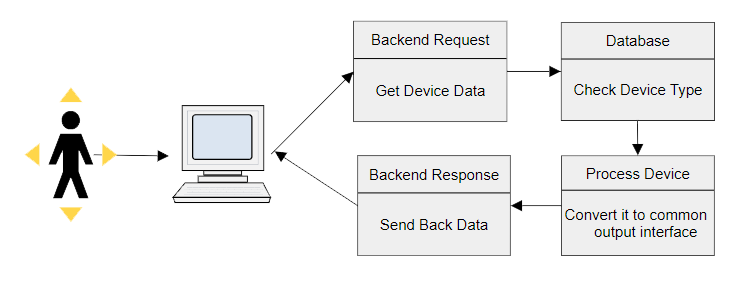 Backend Request
Get Device Data
Database
Check Device Type
Backend Response
Send Back Data
Process Device
Convert it to common
output interface